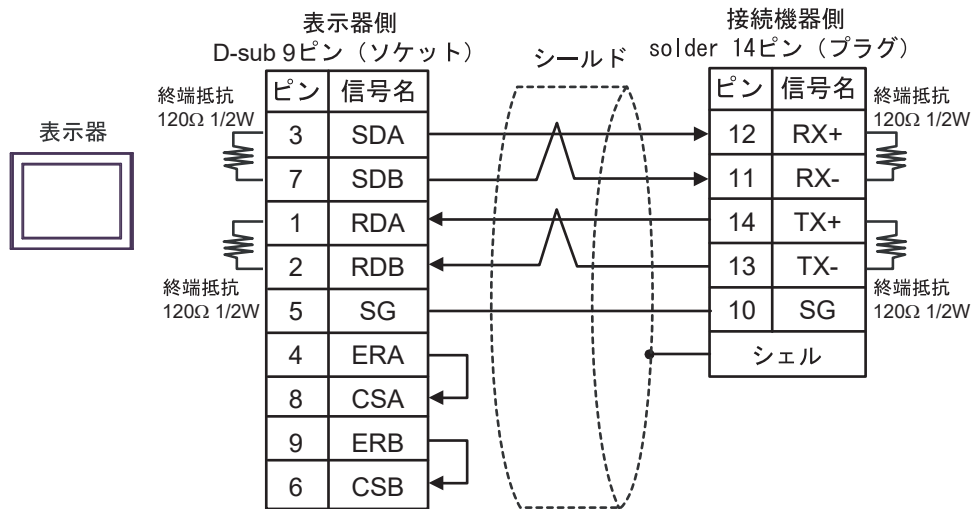 表示器側
D-sub 9ピン（ソケット）
シールド
接続機器側
solder 14ピン（プラグ）
表示器
終端抵抗
120Ω 1/2W
終端抵抗
120Ω 1/2W
ピン 信号名
3 SDA
7 SDB
1 RDA
2 RDB
5 SG
4 ERA
8 CSA
9 ERB
6 CSB
ピン 信号名
12 RX+
11 RX-
14 TX+
13 TX-
10 SG
シェル
終端抵抗
120Ω 1/2W
終端抵抗
120Ω 1/2W